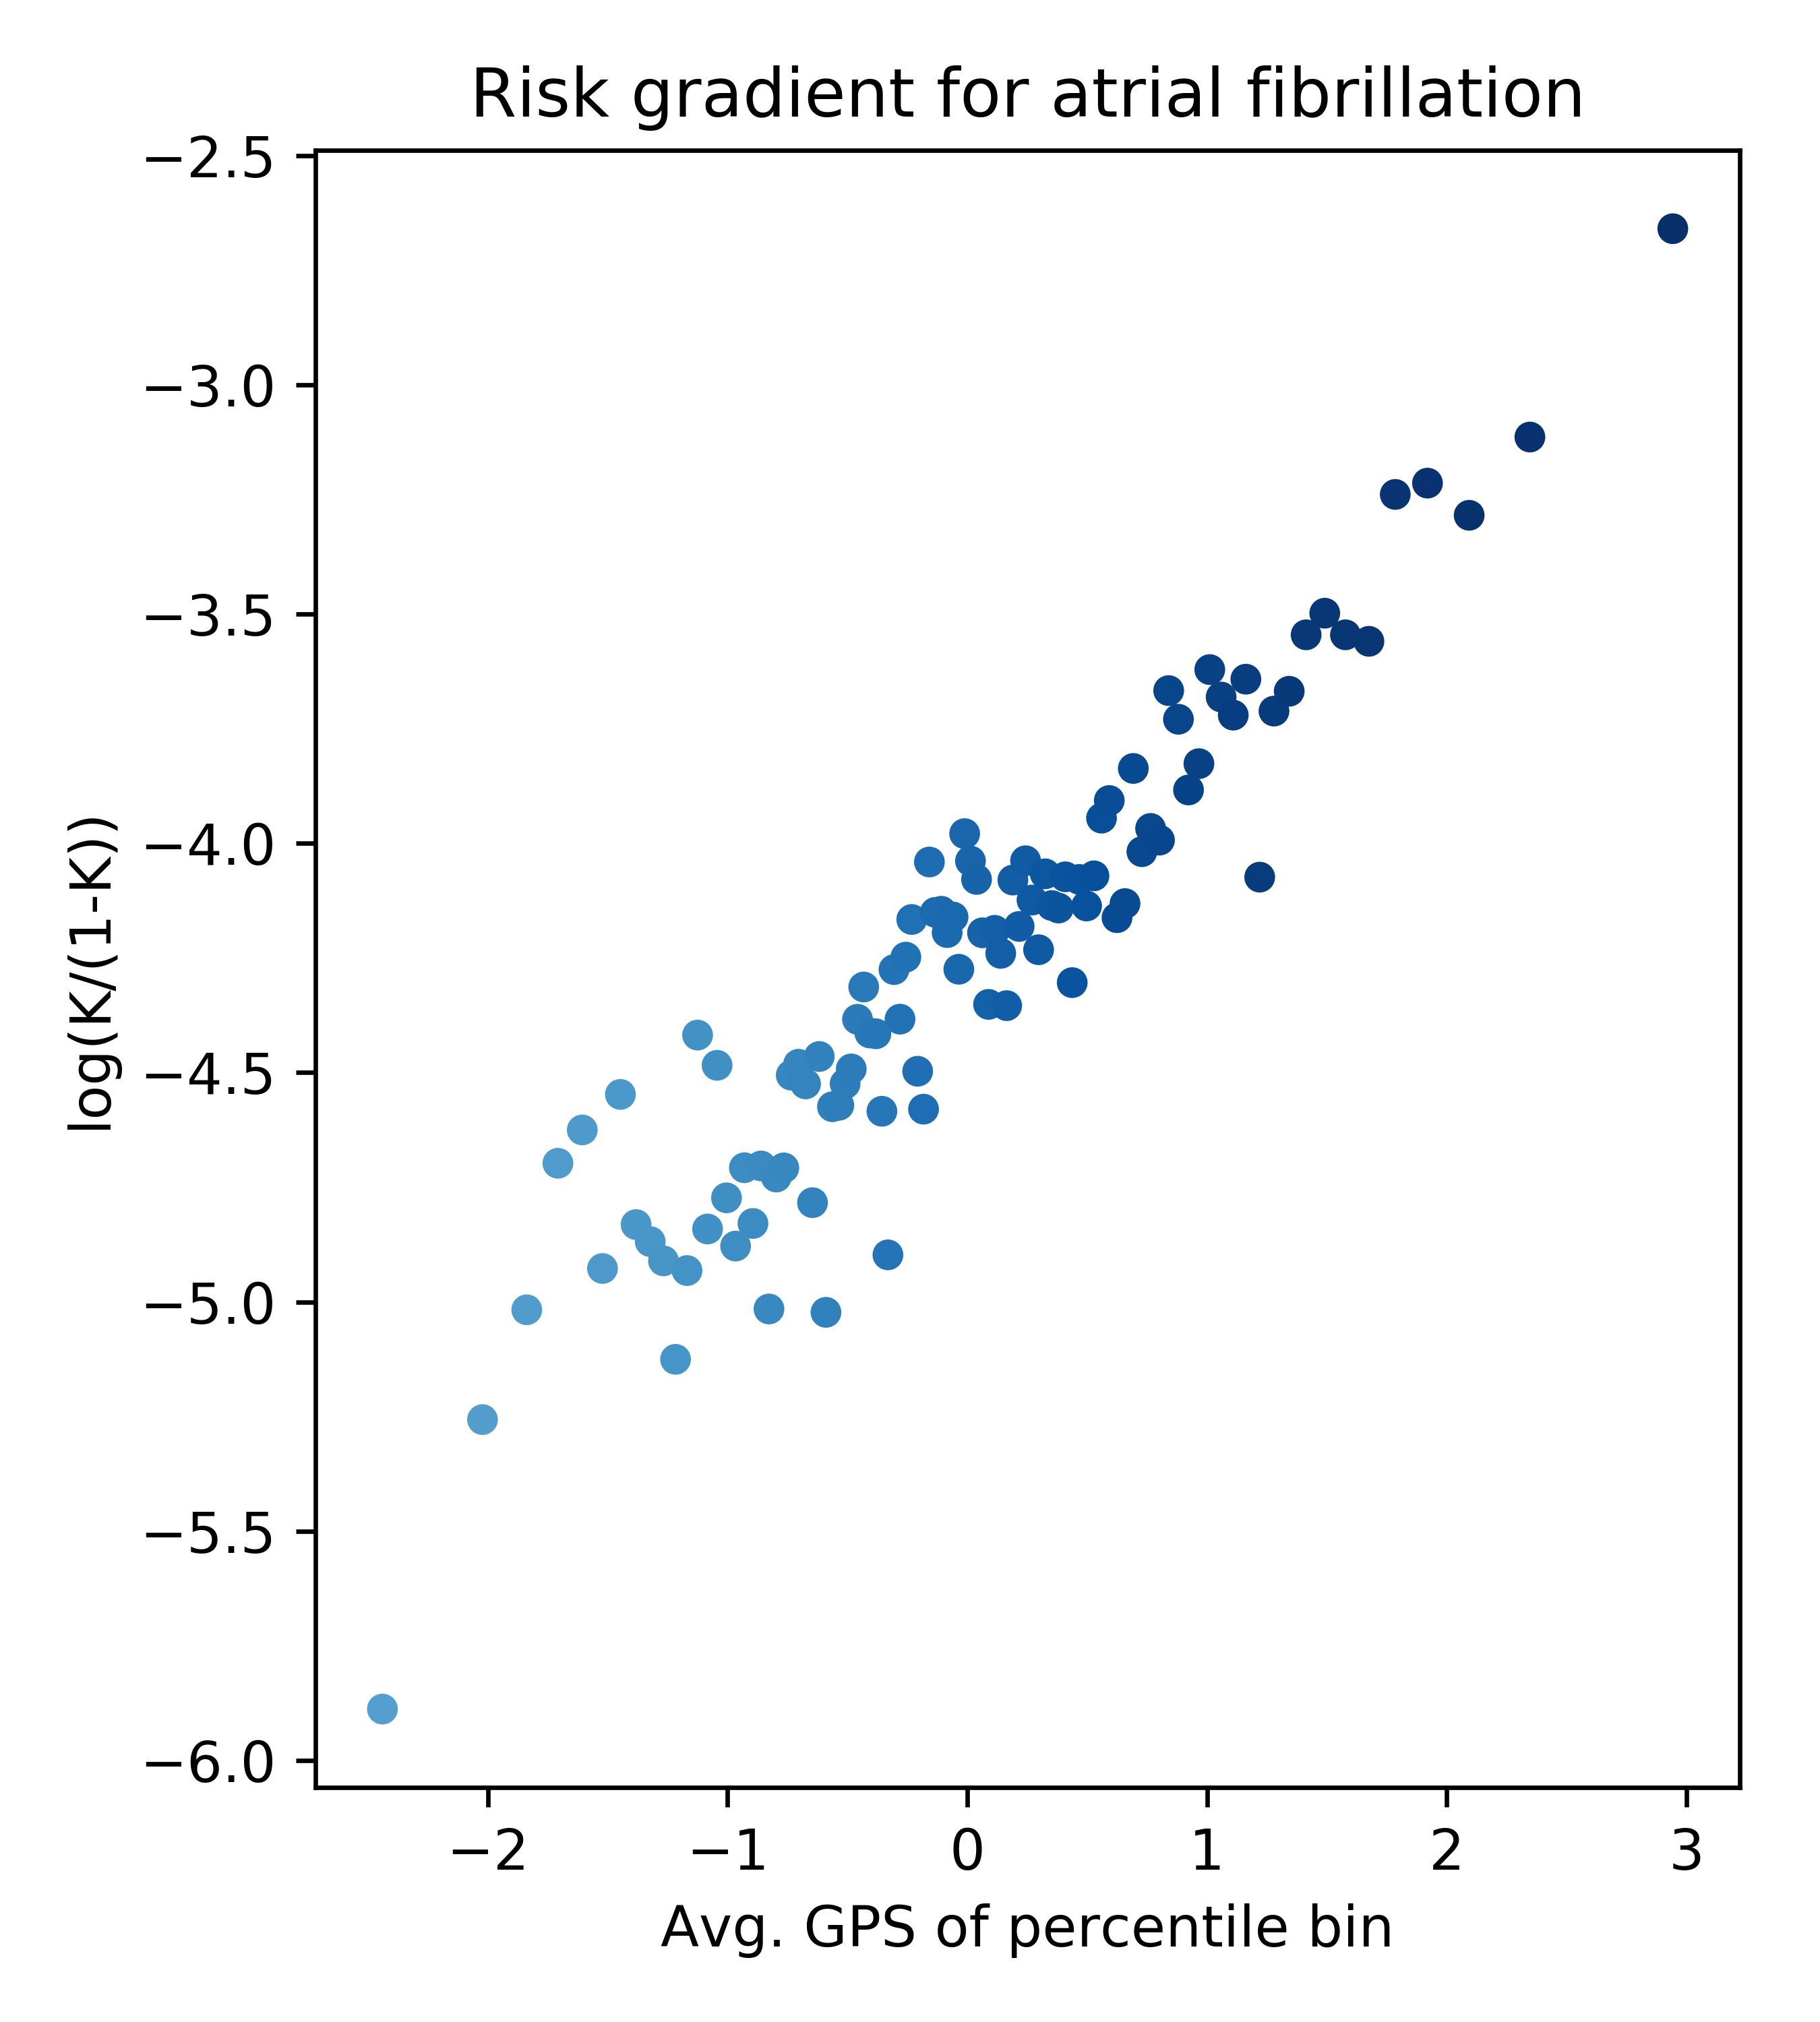 Risk gradient for atrial fibrillation
−2.5
−3.0
−3.5
−4.0
−4.5
−5.0
−5.5
−6.0
log(K/(1-K))
−2 −1 0 1 2 3
Avg. GPS of percentile bin